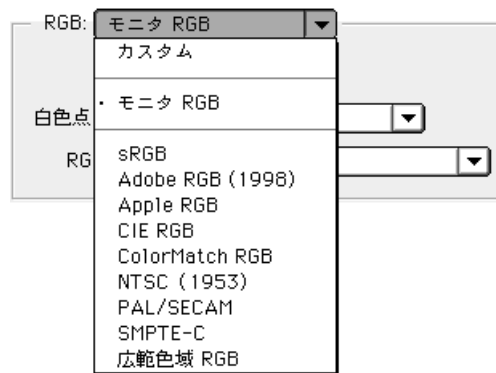 RGB: モニタ RGB
カスタム
・モニタ RGB
白色点
sRGB
RG
Adobe RGB (1998)
Apple RGB
CIE RGB
ColorMatch RGB
NTSC (1953)
PAL/SECAM
SMPTE-C
広範色域 RGB